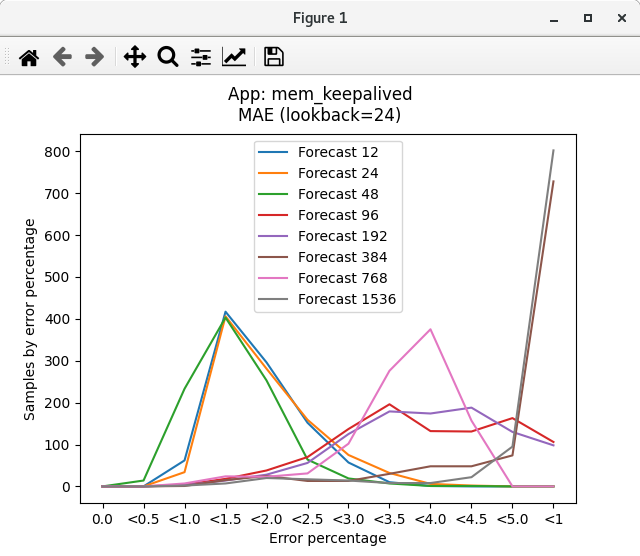 Figure 1
App: mem_keepalived
MAE (lookback=24)
Samples by error percentage
800
700
600
500
400
300
200
100
0
Forecast 12
Forecast 24
Forecast 48
Forecast 96
Forecast 192
Forecast 384
Forecast 768
Forecast 1536
0.0 <0.5 <1.0 <1.5 <2.0 <2.5 <3.0 <3.5 <4.0 <4.5 <5.0 <1
Error percentage